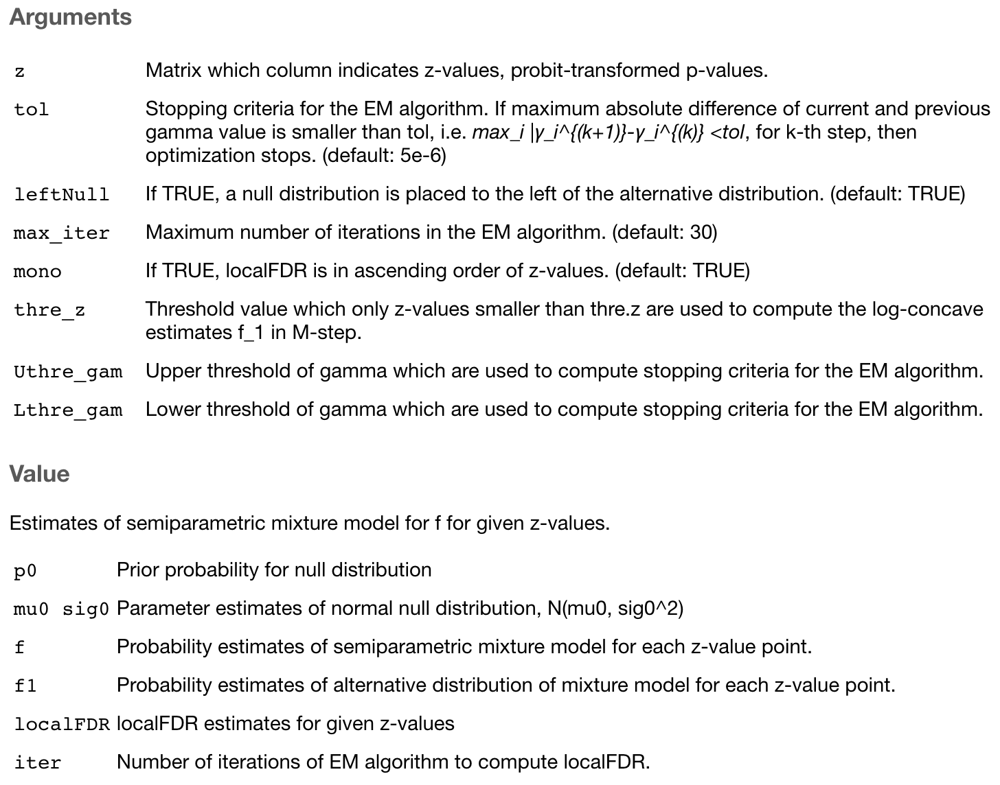 Arguments
z Matrix which column indicates z-values, probit-transformed p-values.
tol Stopping criteria for the EM algorithm. If maximum absolute difference of current and previous
gamma value is smaller than tol, i.e. max_i |γ_i^{(k+1)}-γ_i^{(k)} <tol, for k-th step, then
optimization stops. (default: 5e-6)
leftNull If TRUE, a null distribution is placed to the left of the alternative distribution. (default: TRUE)
max_iter Maximum number of iterations in the EM algorithm. (default: 30)
mono If TRUE, localFDR is in ascending order of z-values. (default: TRUE)
thre_z Threshold value which only z-values smaller than thre.z are used to compute the log-concave
estimates f_1 in M-step.
Uthre_gam Upper threshold of gamma which are used to compute stopping criteria for the EM algorithm.
Lthre_gam Lower threshold of gamma which are used to compute stopping criteria for the EM algorithm.
Value
Estimates of semiparametric mixture model for f for given z-values.
p0 Prior probability for null distribution
mu0 sig0 Parameter estimates of normal null distribution, N(mu0, sig0^2)
f Probability estimates of semiparametric mixture model for each z-value point.
f1 Probability estimates of alternative distribution of mixture model for each z-value point.
localFDR localFDR estimates for given z-values
iter Number of iterations of EM algorithm to compute localFDR.